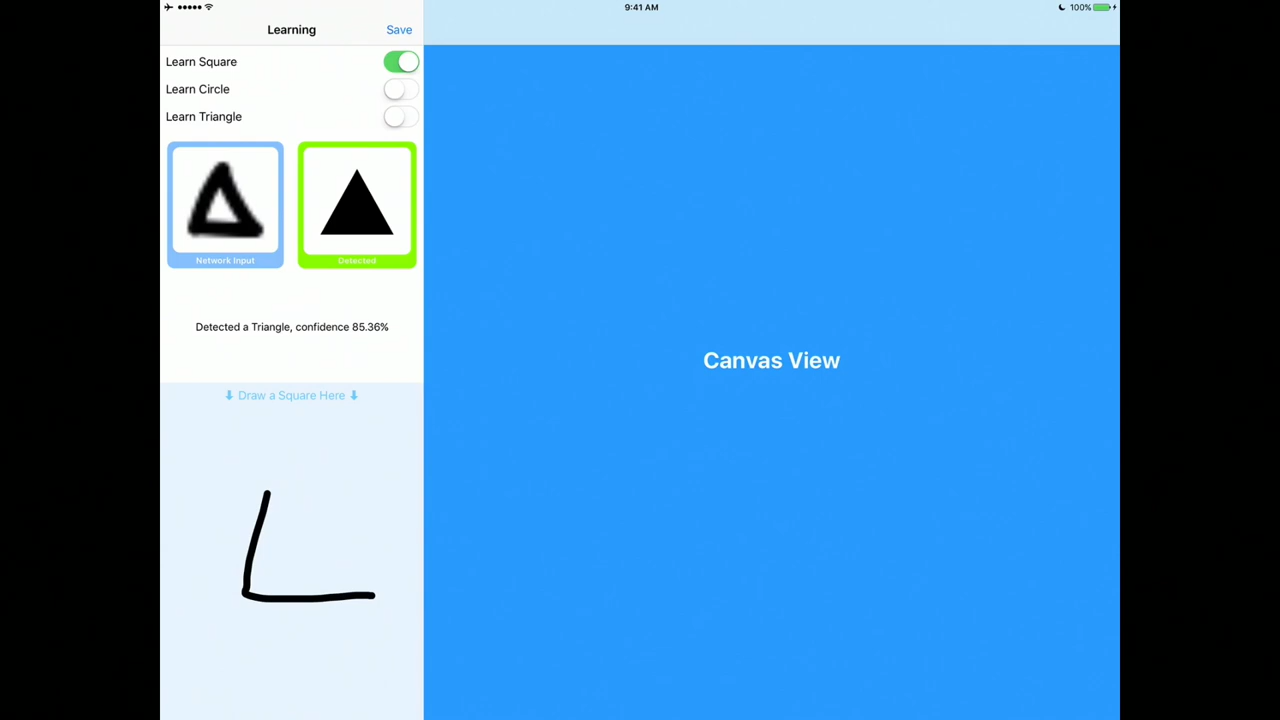 9:41 AM
100%
Learning
Save
Learn Square
Learn Circle
Learn Triangle
Network Input
Detected
Detected a Triangle, confidence 85.36%
⬇ Draw a Square Here ⬇
Canvas View